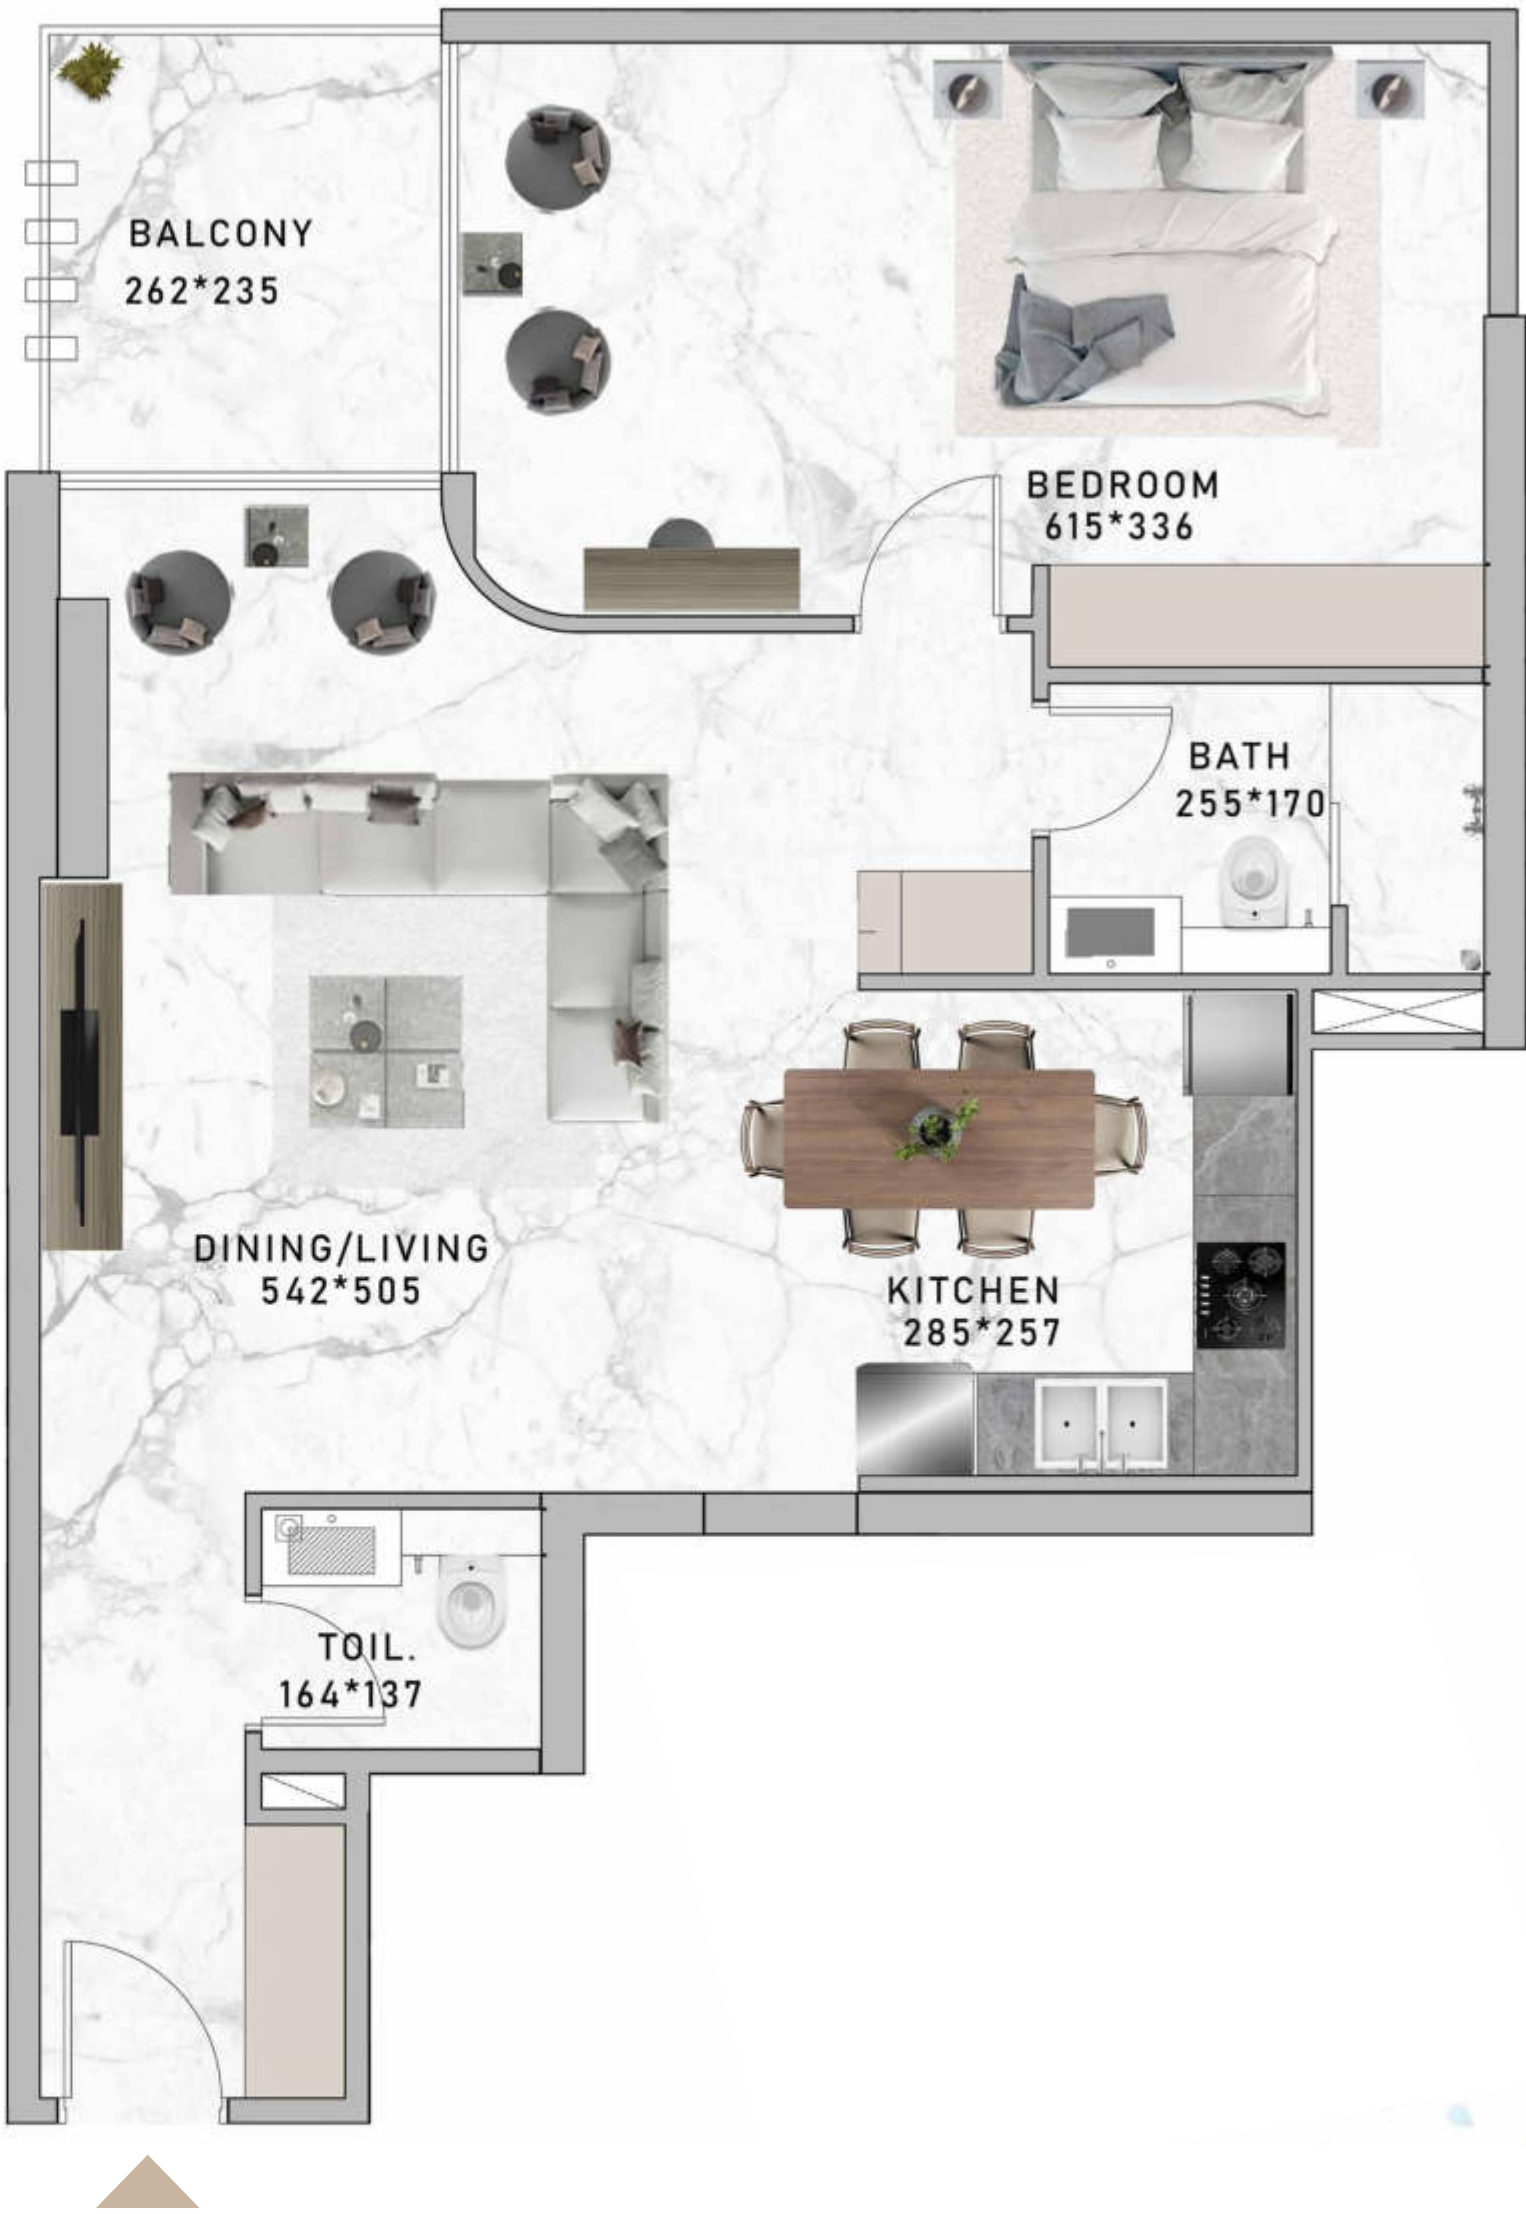 BALCONY
262*235
BEDROOM
615*336
BATH
255*170
DINING/LIVING
542*505
KITCHEN
285*257
TOIL.
164*137